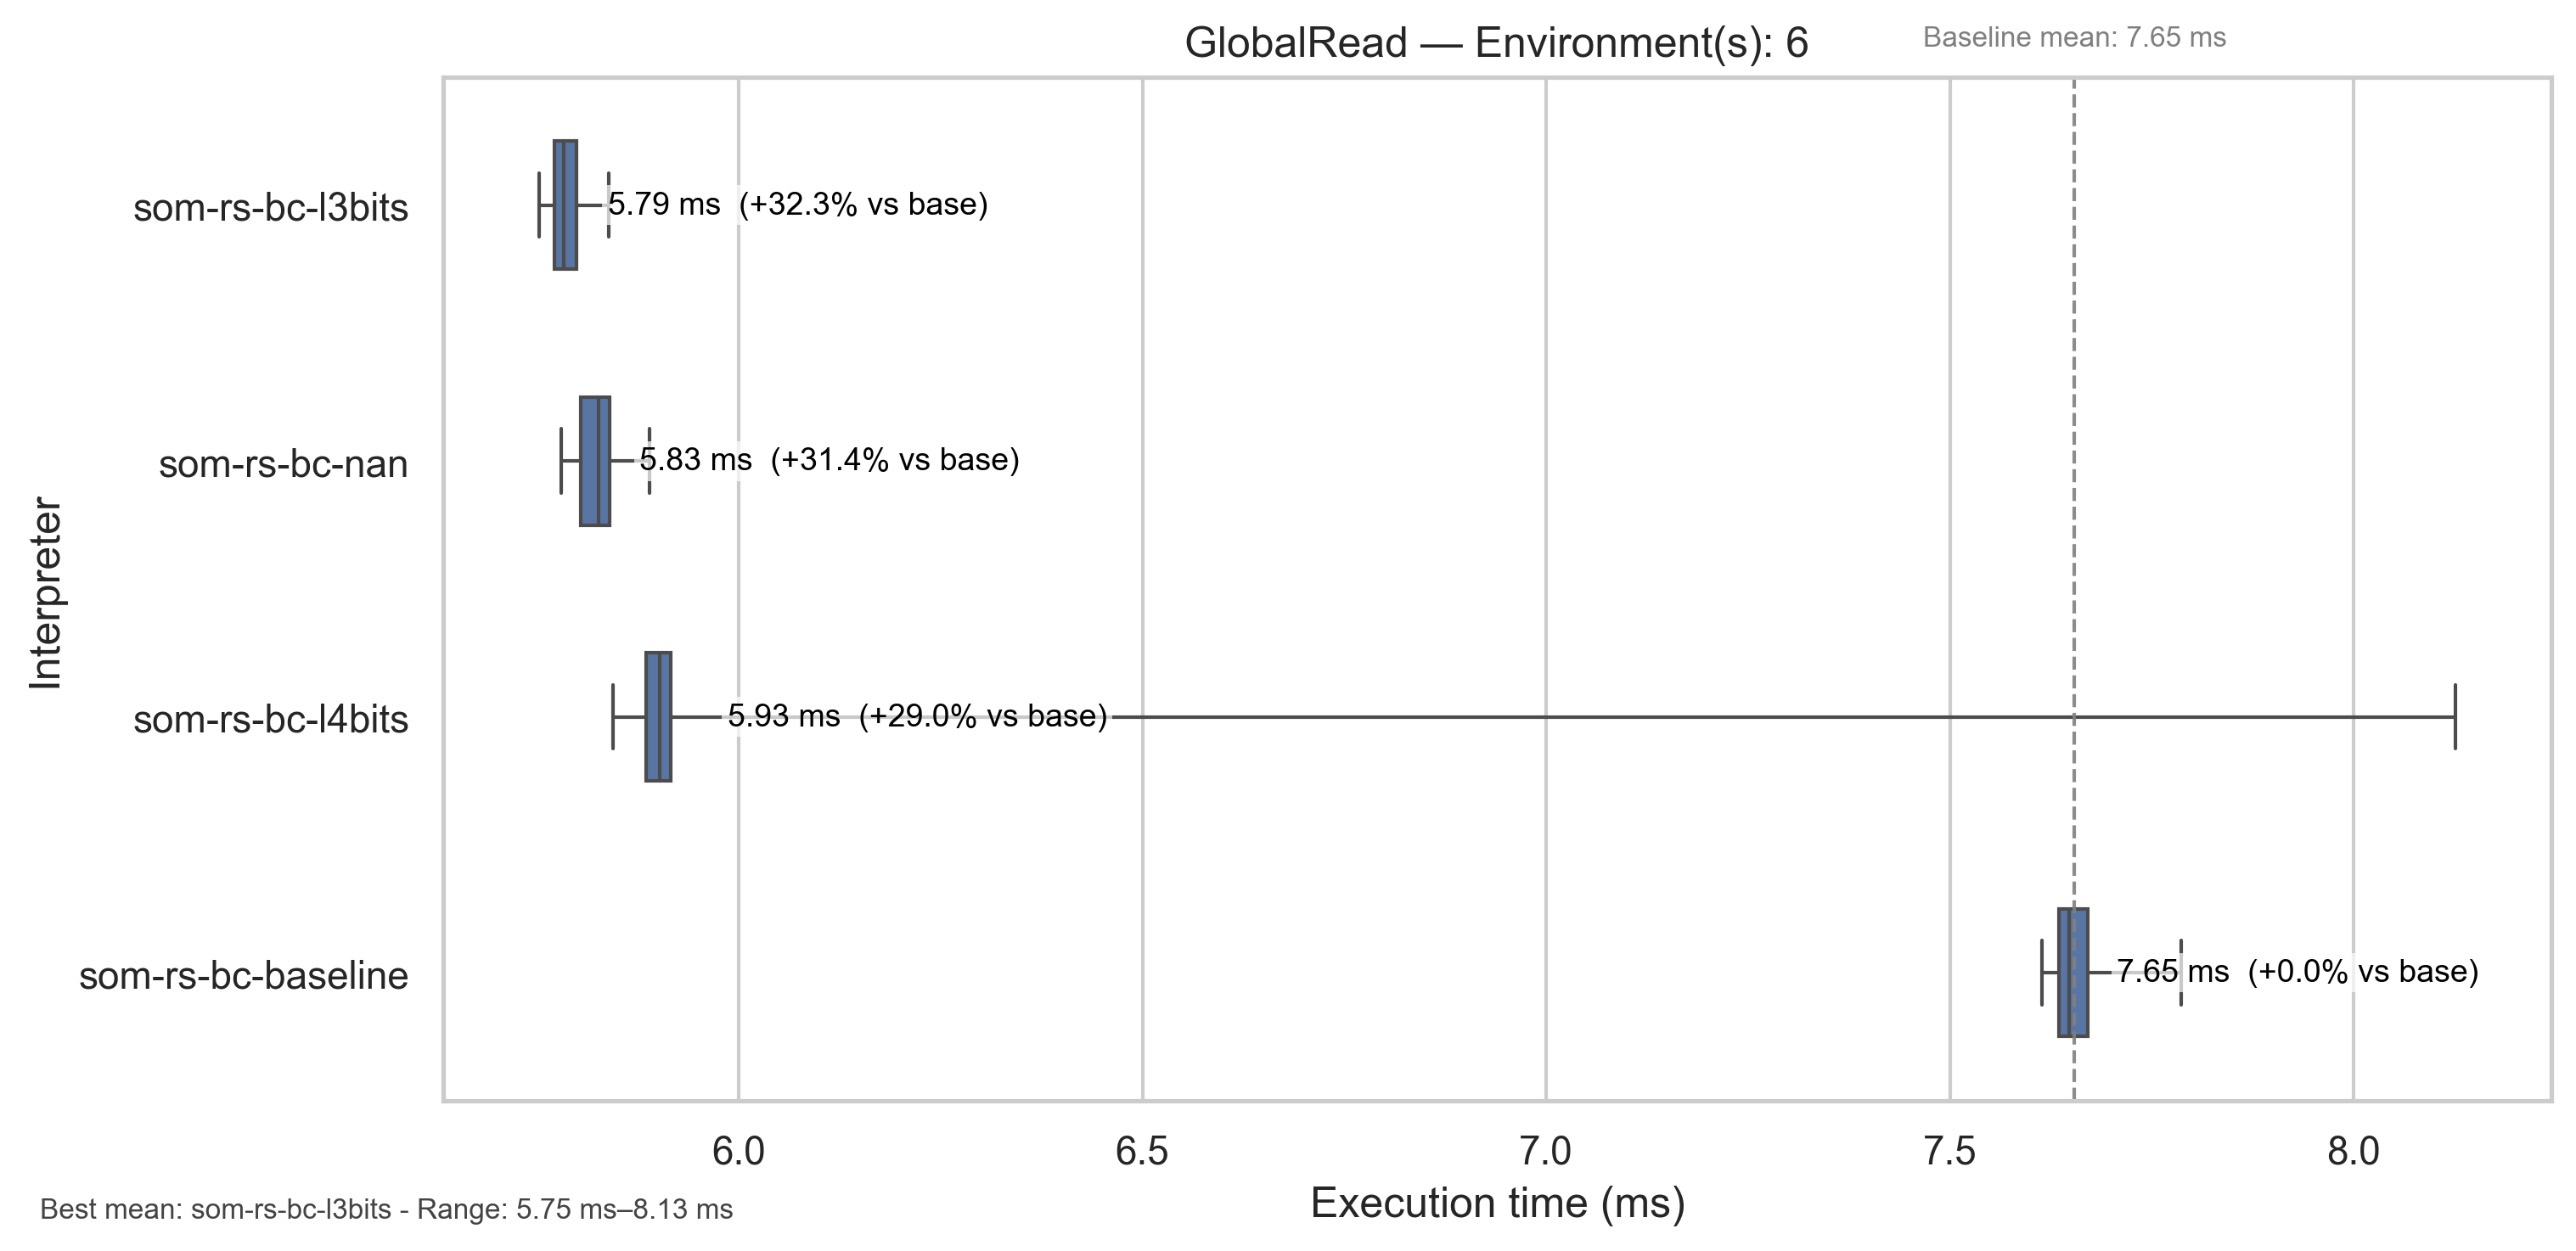 GlobalRead — Environment(s): 6
Baseline mean: 7.65 ms
som-rs-bc-l3bits
5.79 ms (+32.3% vs base)
som-rs-bc-nan
5.83 ms (+31.4% vs base)
Interpreter
som-rs-bc-l4bits
5.93 ms (+29.0% vs base)
som-rs-bc-baseline
7.65 ms (+0.0% vs base)
6.0 6.5 7.0 7.5 8.0
Execution time (ms)
Best mean: som-rs-bc-l3bits - Range: 5.75 ms–8.13 ms